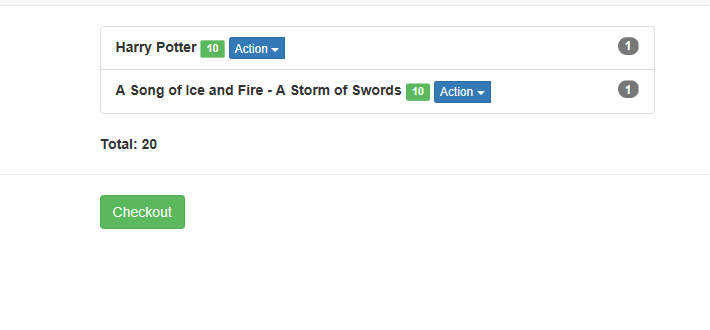 Harry Potter 10 Action 1
A Song of Ice and Fire - A Storm of Swords 10 Action 1
Total: 20
Checkout